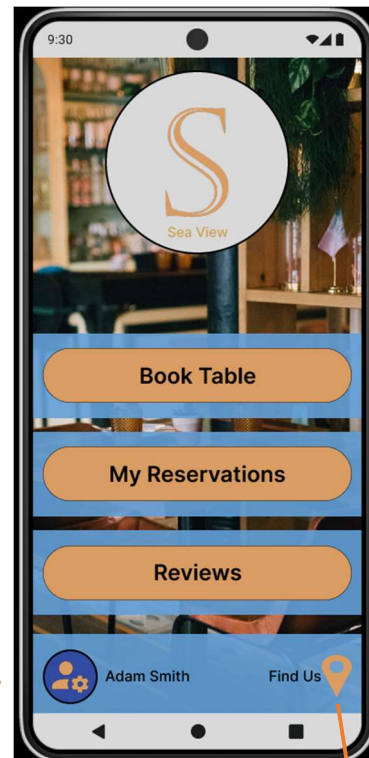 9:30
S
Sea View
Book Table
My Reservations
Reviews
Adam Smith Find Us